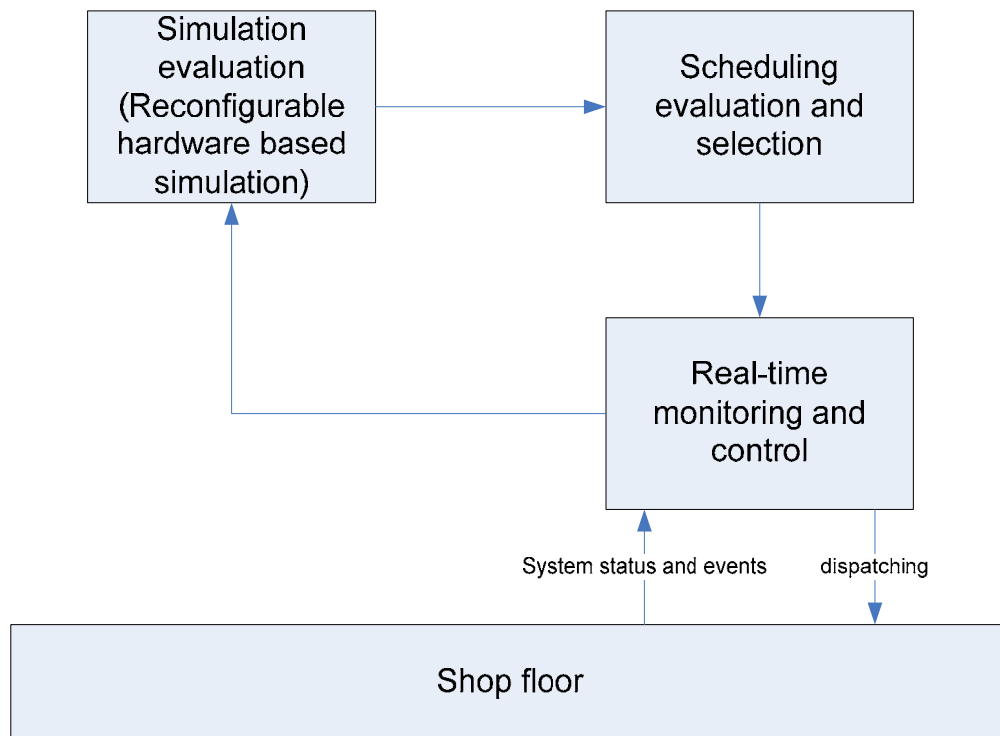 Simulation
evaluation
(Reconfigurable
hardware based
simulation)
Scheduling
evaluation and
selection
Real-time
monitoring and
control
System status and events
dispatching
Shop floor